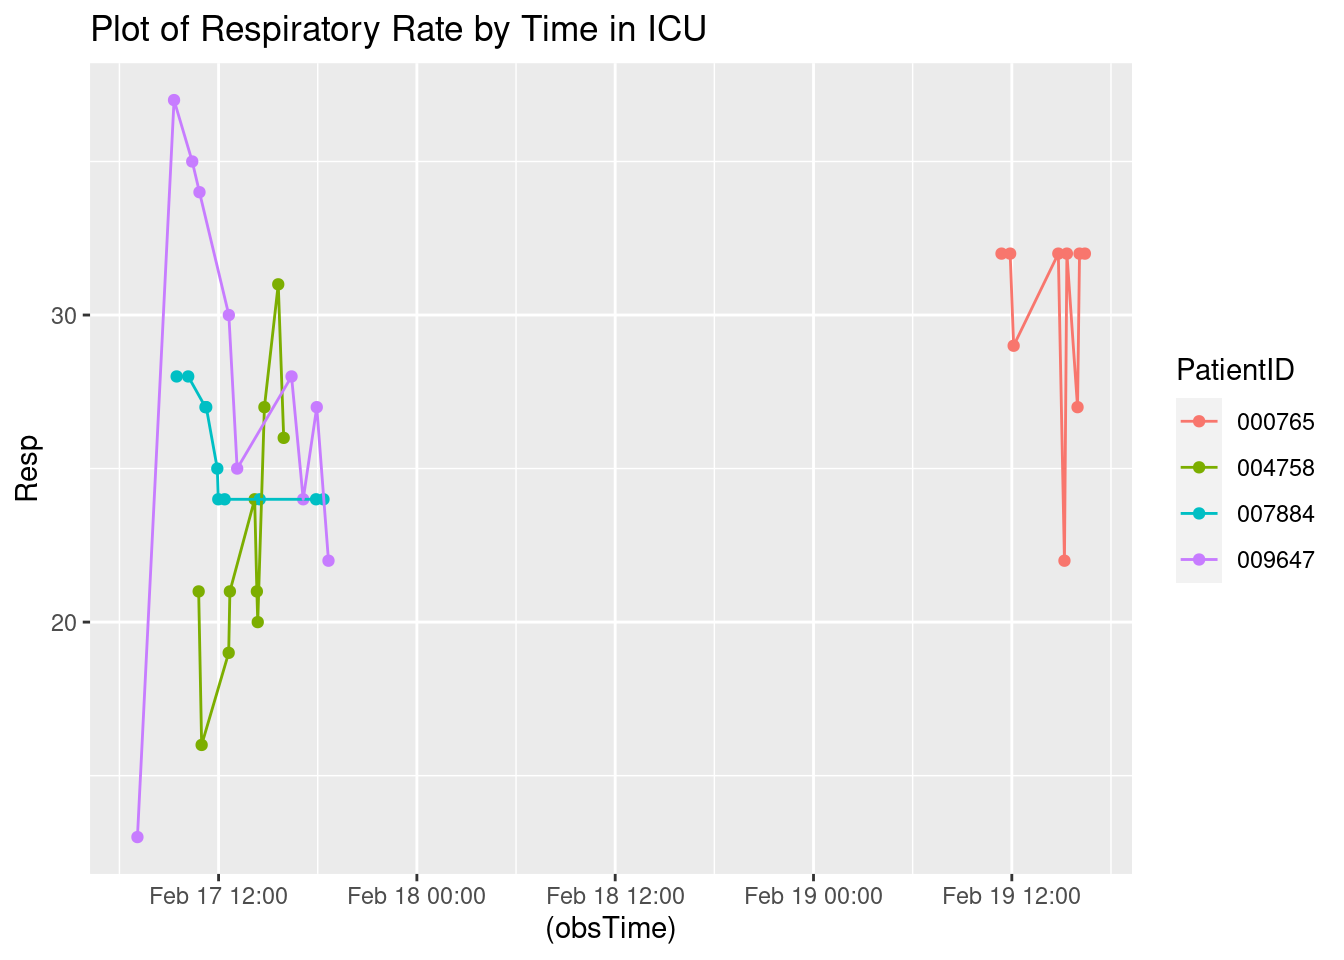 Plot of Respiratory Rate by Time in ICU
Resp
30
20
Feb 17 12:00
Feb 18 00:00
Feb 18 12:00
Feb 19 00:00
Feb 19 12:00
(obsTime)
PatientID
000765
004758
007884
009647